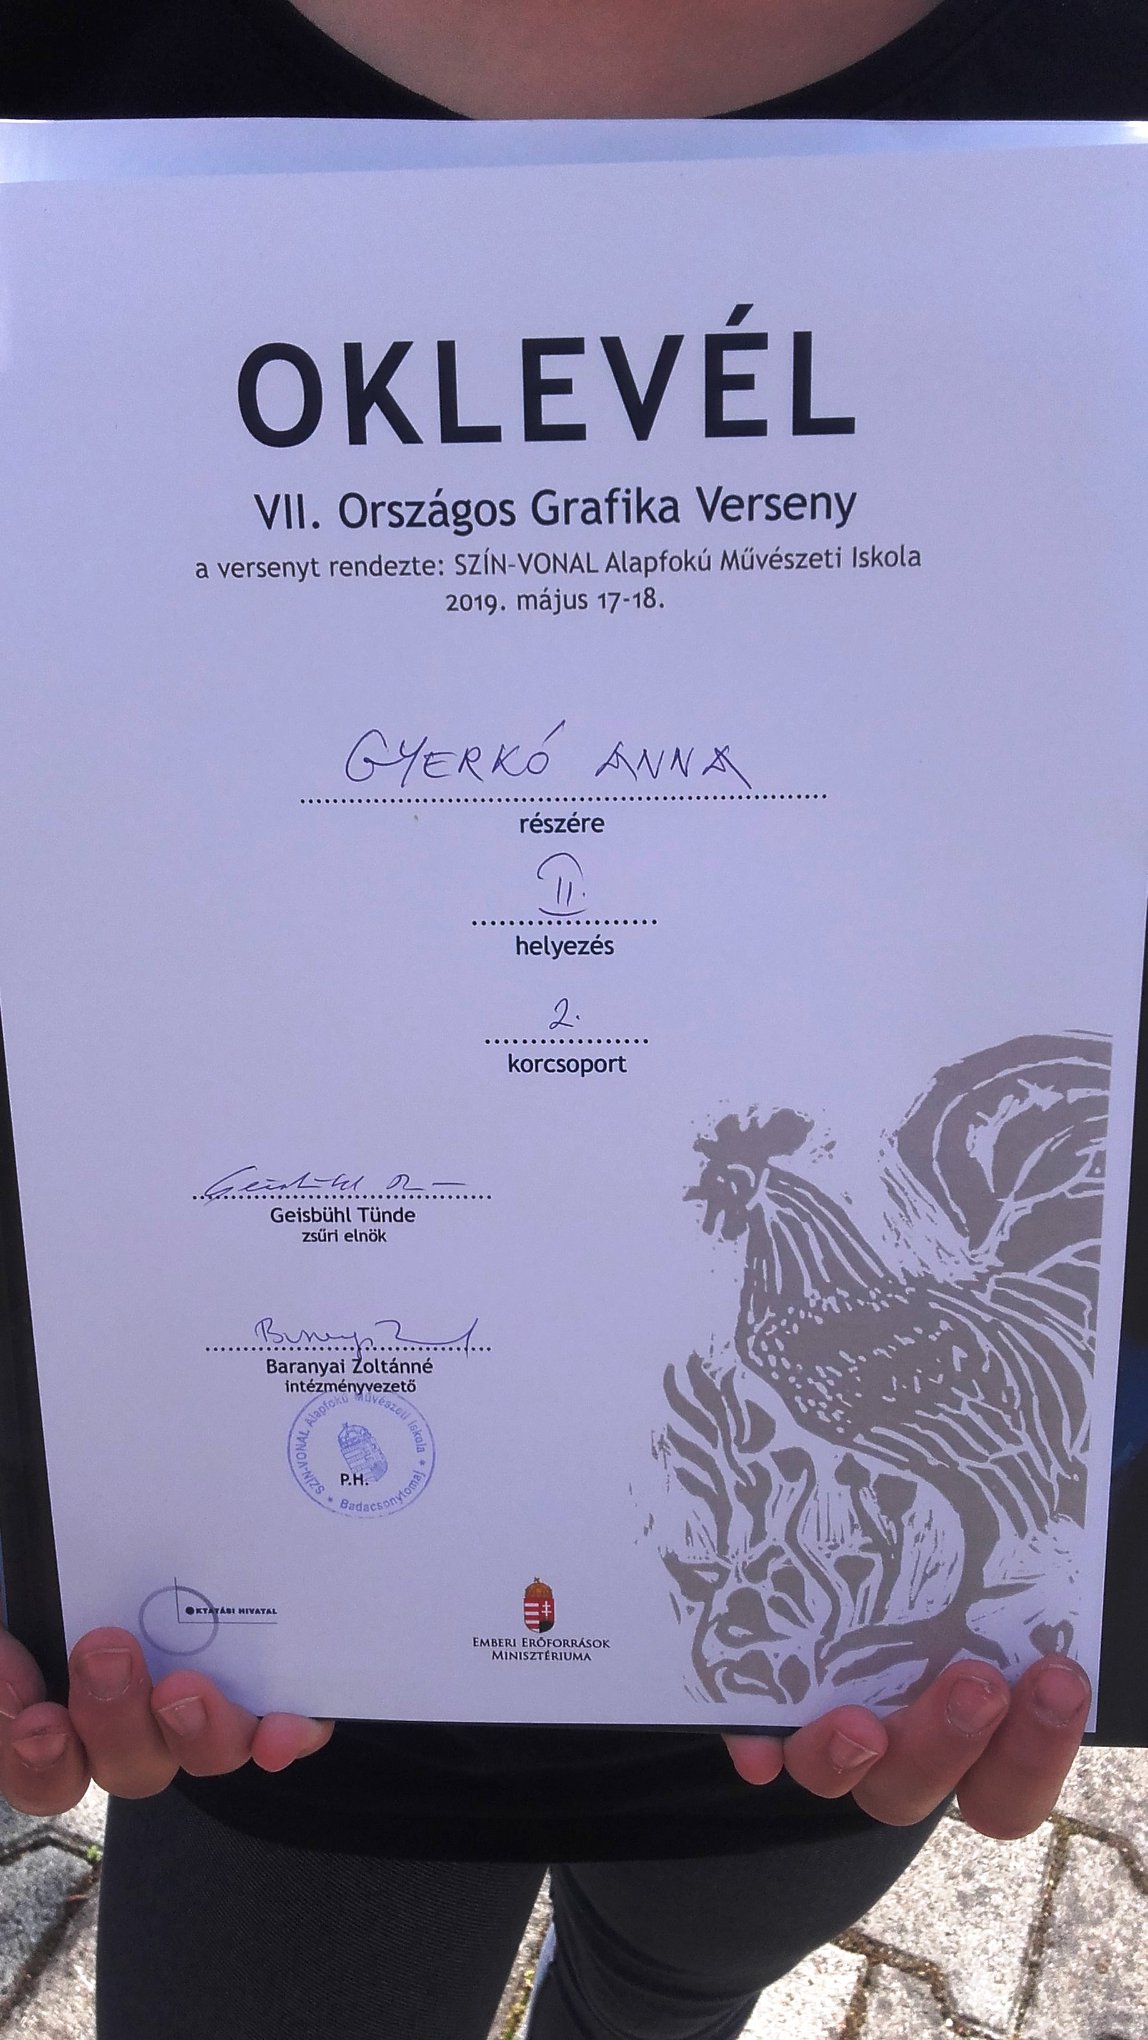 OKLEVÉL
VII. Országos Grafika Verseny
a versenyt rendezte: SZÍN-VONAL Alapfokú Művészeti Iskola
2019. május 17-18.
GYERKÓ ANNA
részére
II.
helyezés
2.
korcsoport
Geisbühl Tünde
zsűri elnök
Baranyai Zoltánné
intézményvezető
SZÍN-VONAL Alapfokú Művészeti Iskola
P.H.
* Badacsonytomaj *
OKTATÁSI HIVATAL
EMBERI ERŐFORRÁSOK
MINISZTÉRIUMA